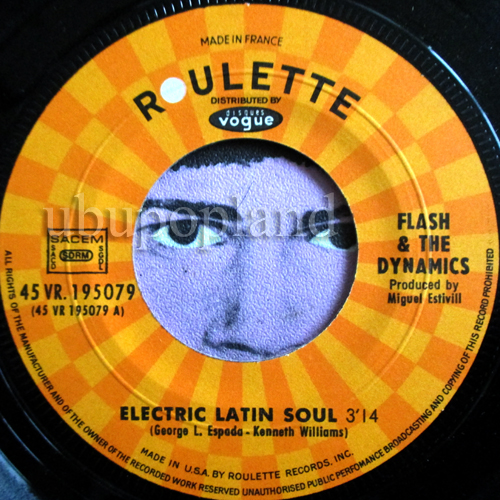 MADE IN FRANCE
ROULETTE
DISTRIBUTED BY
DISQUES
vogue
ubupopland
SACEM
SACD
SDRM
SGDL
FLASH
& THE
DYNAMICS
Produced by
Miguel Estivill
45 VR. 195079
(45 VR 195079 A)
ELECTRIC LATIN SOUL 3'14
(George L. Espada - Kenneth Williams)
MADE IN U.S.A. BY ROULETTE RECORDS, INC.
ALL RIGHTS OF THE MANUFACTURER AND OF THE OWNER OF THE RECORDED WORK RESERVED UNAUTHORISED PUBLIC PERFOMANCE BROADCASTING AND COPYING OF THIS RECORD PROHIBITED